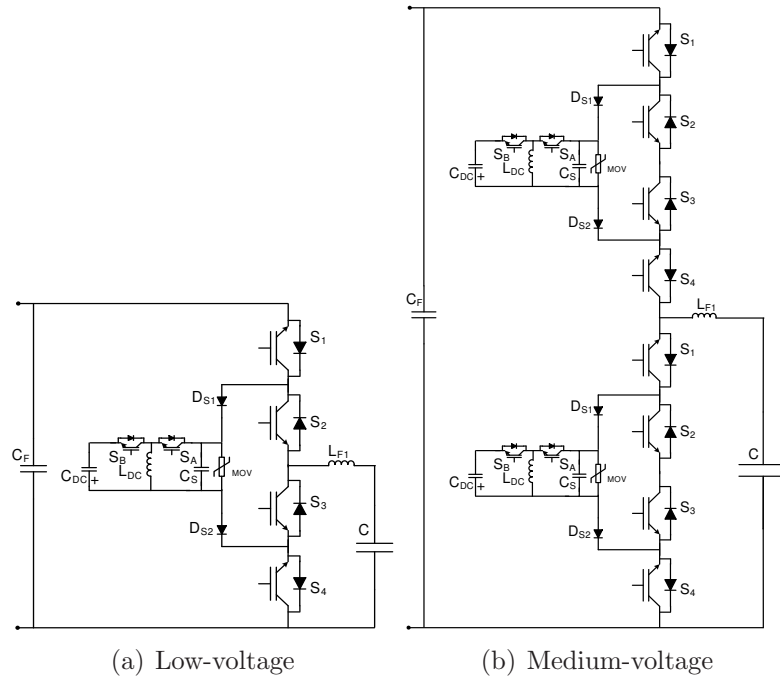 S1
DS1
S2
SB
SA
LDC
CDC
+
CS
MOV
S3
DS2
S4
CF
LF1
S1
DS1
S2
SB
SA
LDC
CDC
+
CS
MOV
S3
DS2
S4
C
S1
DS1
S2
CF
SB
SA
LF1
LDC
CDC
+
CS
MOV
S3
C
DS2
S4
(a) Low-voltage
(b) Medium-voltage